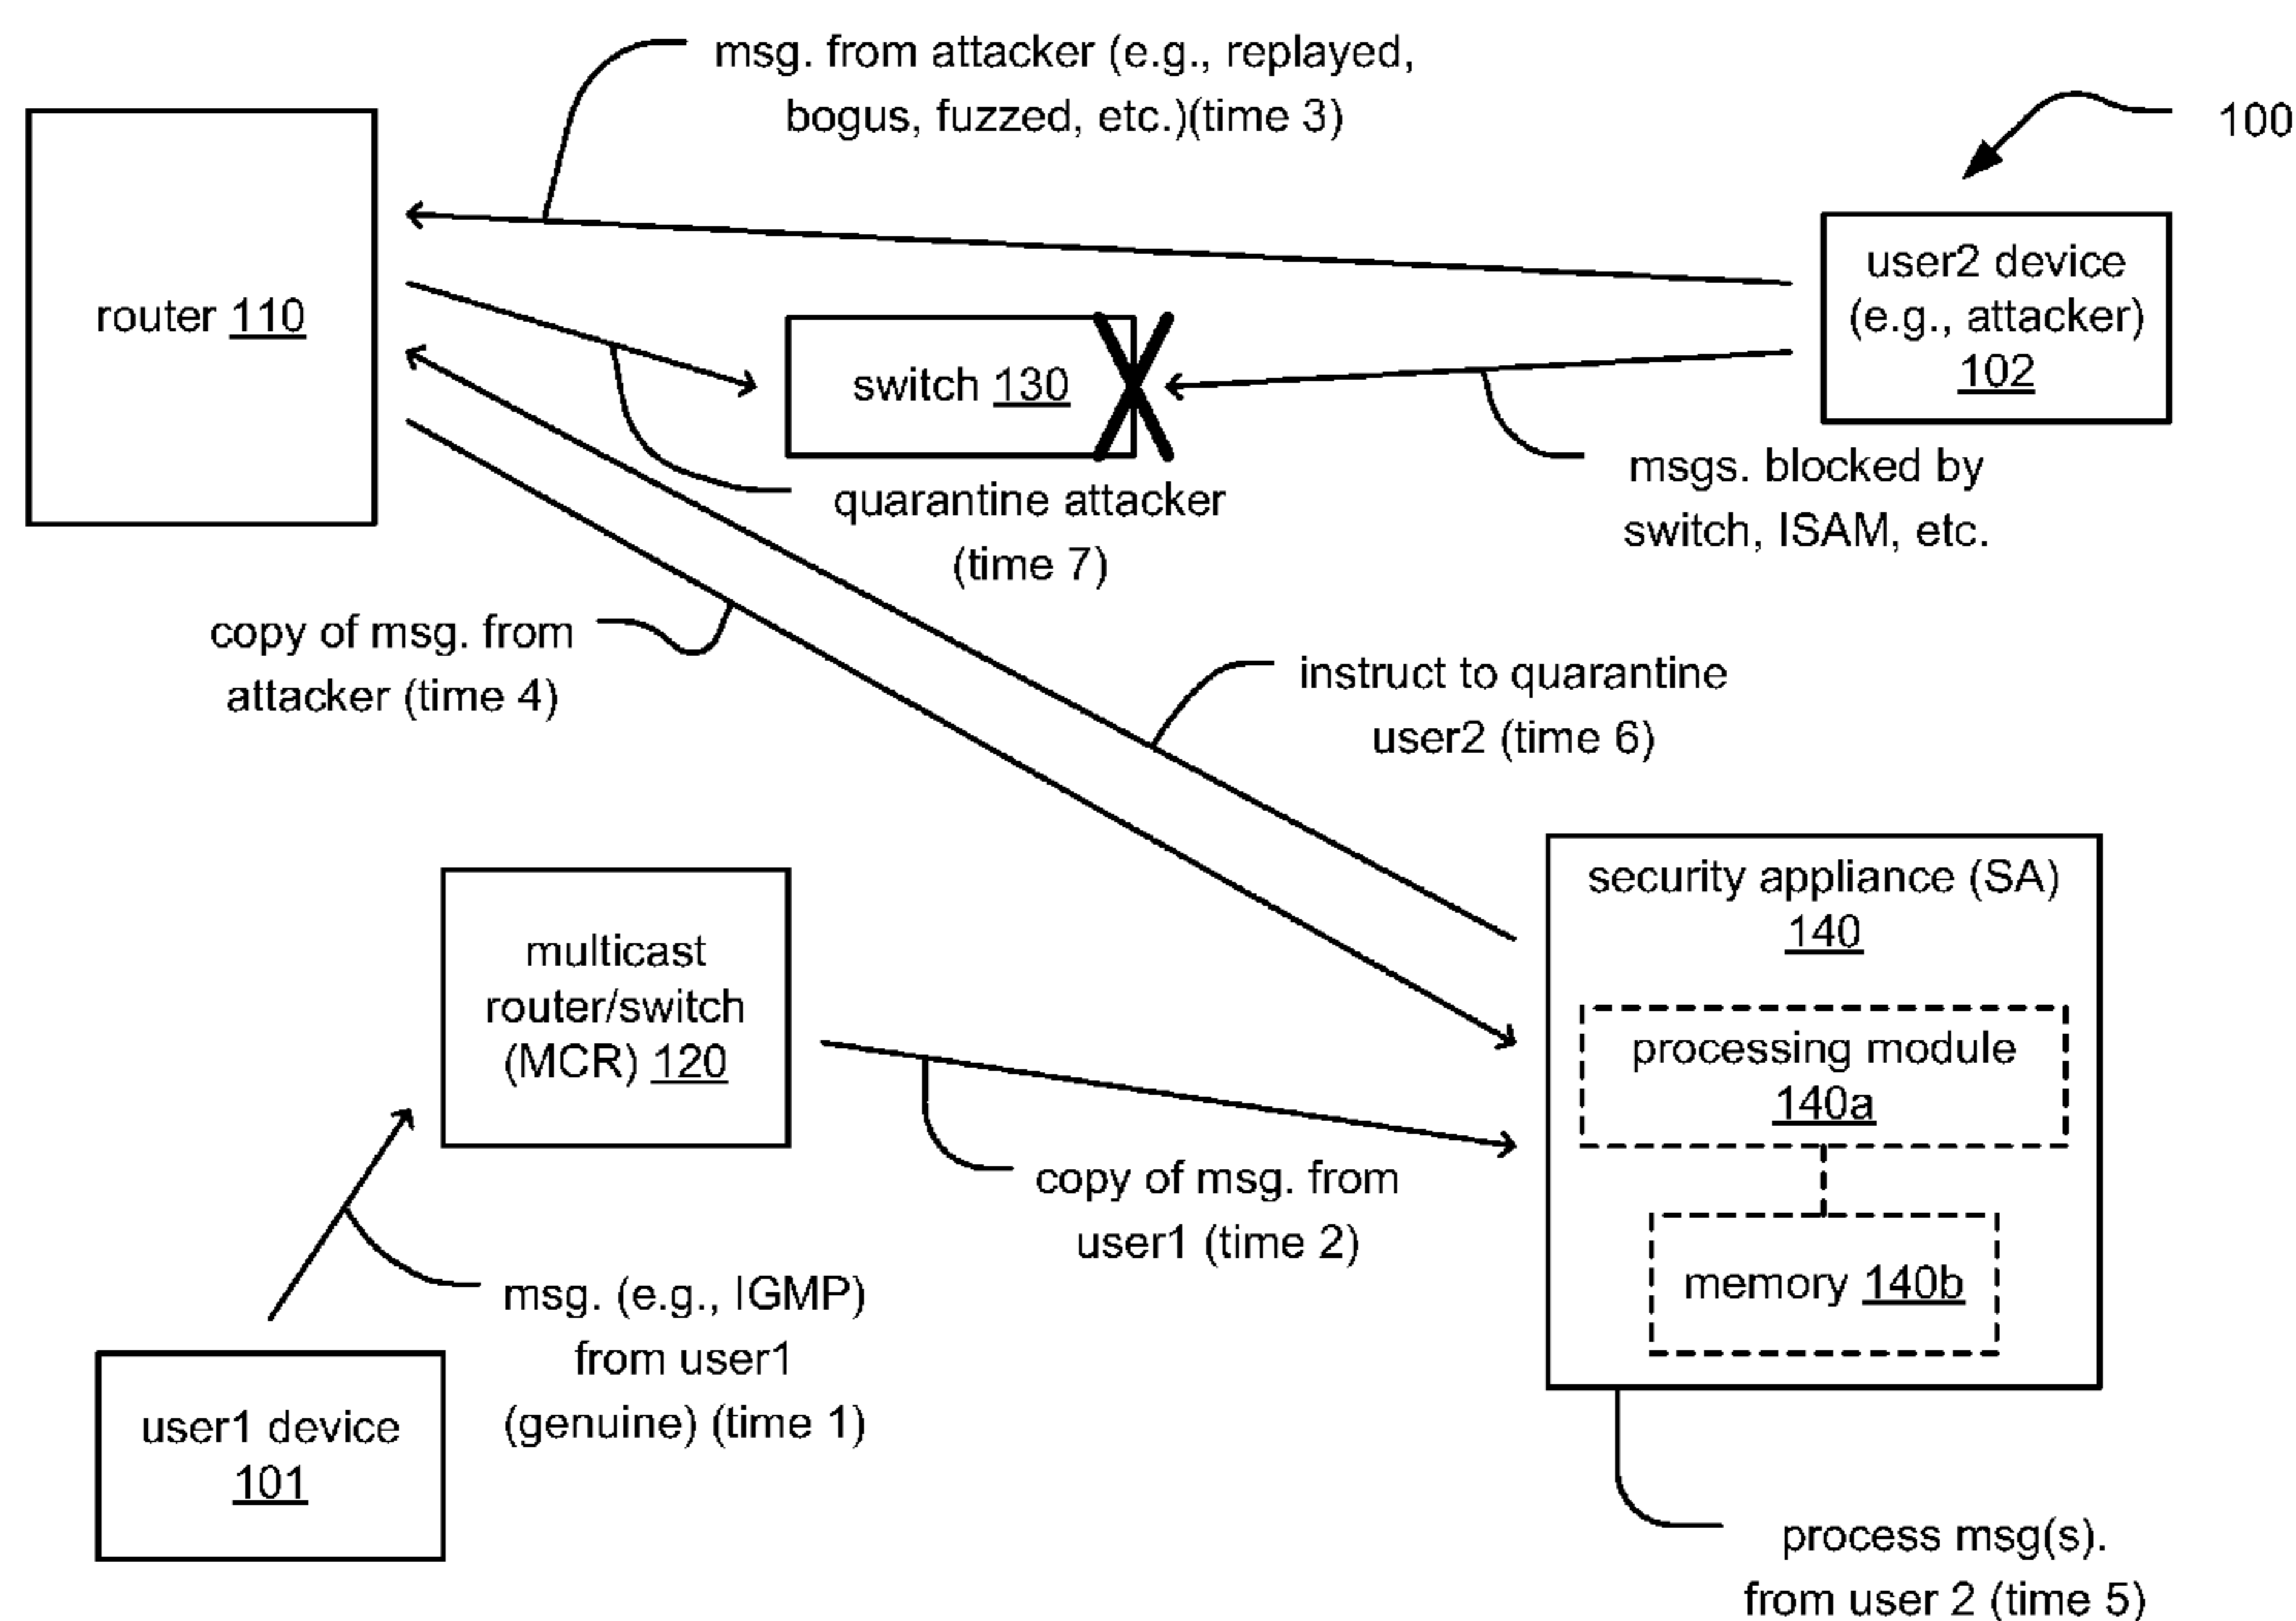 msg. from attacker (e.g., replayed,
bogus, fuzzed, etc.)(time 3)
100
router 110
user2 device
(e.g., attacker)
102
switch 130
msgs. blocked by
switch, ISAM, etc.
quarantine attacker
(time 7)
copy of msg. from
attacker (time 4)
instruct to quarantine
user2 (time 6)
security appliance (SA)
140
processing module
140a
memory 140b
multicast
router/switch
(MCR) 120
copy of msg. from
user1 (time 2)
msg. (e.g., IGMP)
from user1
(genuine) (time 1)
user1 device
101
process msg(s).
from user 2 (time 5)